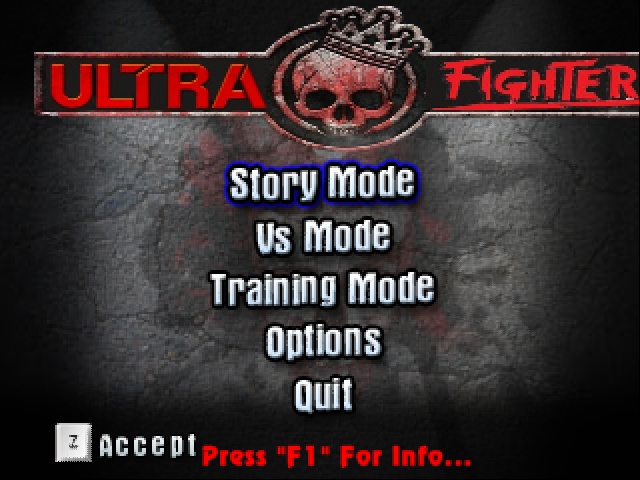 ULTRA FIGHTER
Story Mode
Vs Mode
Training Mode
Options
Quit
Z Accept
Press "F1" For Info...